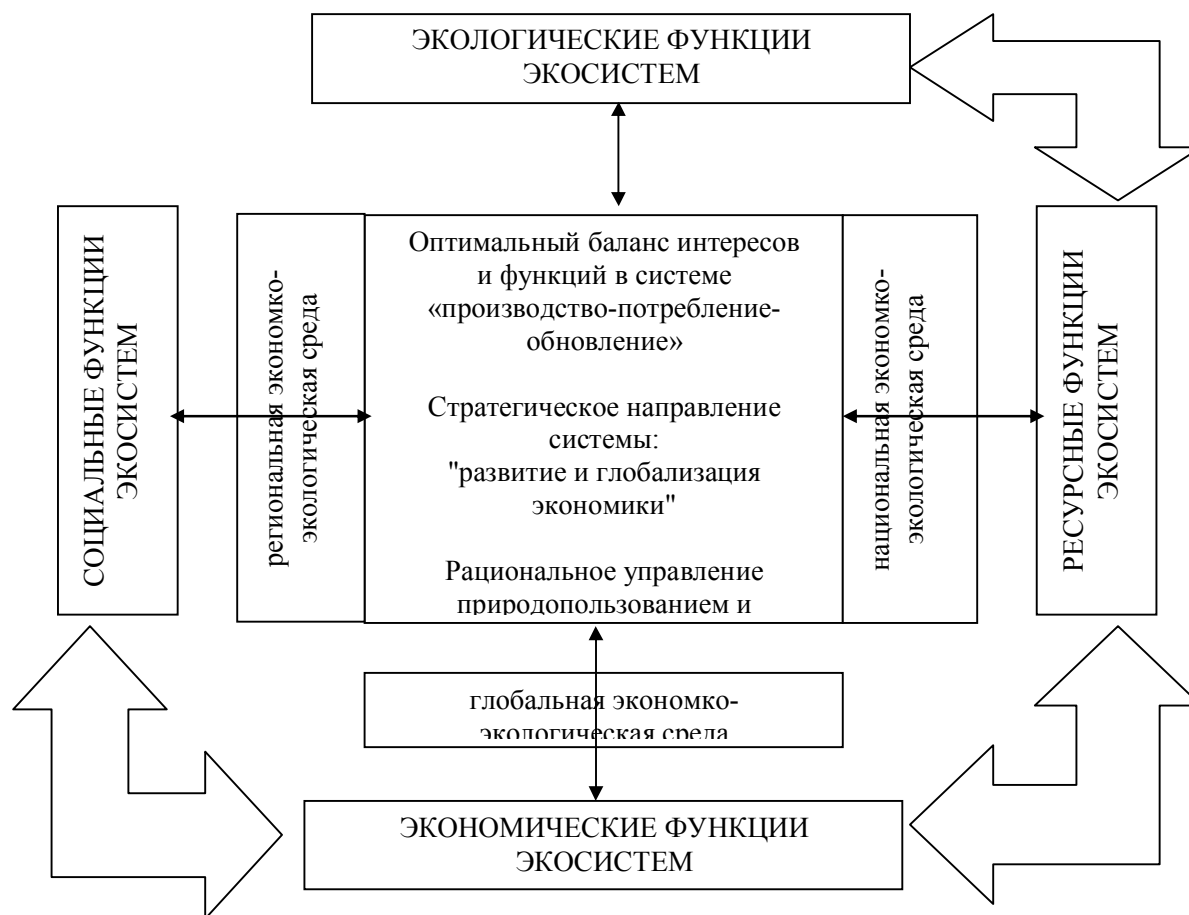 ЭКОЛОГИЧЕСКИЕ ФУНКЦИИ
ЭКОСИСТЕМ
СОЦИАЛЬНЫЕ ФУНКЦИИ
ЭКОСИСТЕМ
региональная экономко-
экологическая среда
Оптимальный баланс интересов
и функций в системе
«производство-потребление-
обновление»
Стратегическое направление
системы:
"развитие и глобализация
экономики"
Рациональное управление
природопользованием и
национальная экономко-
экологическая среда
РЕСУРСНЫЕ ФУНКЦИИ
ЭКОСИСТЕМ
глобальная экономко-
экологическая среда
ЭКОНОМИЧЕСКИЕ ФУНКЦИИ
ЭКОСИСТЕМ